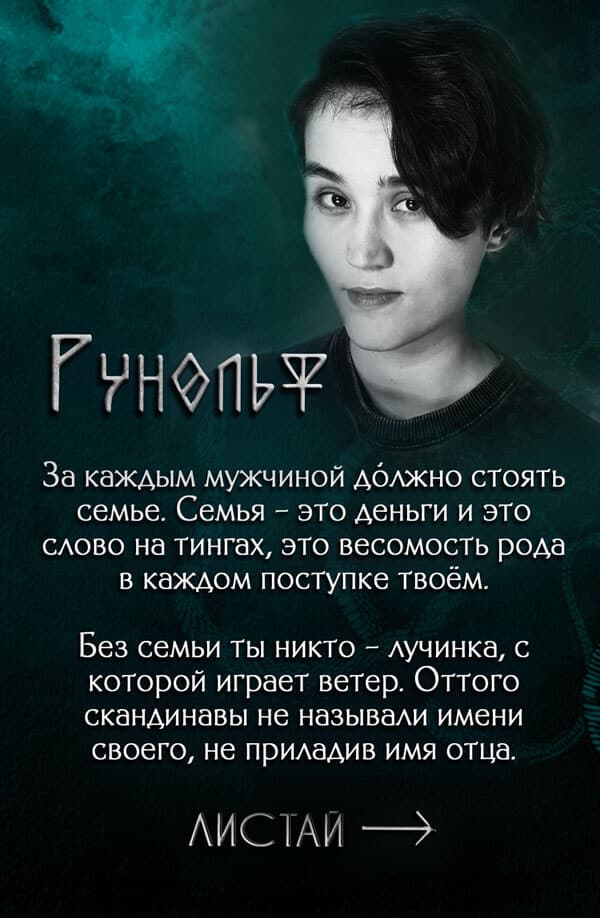 Рунольф
За каждым мужчиной до́лжно стоять
семье. Семья – это деньги и это
слово на тингах, это весомость рода
в каждом поступке твоём.
Без семьи ты никто – лучинка, с
которой играет ветер. Оттого
скандинавы не называли имени
своего, не приладив имя отца.
ЛИСТАЙ →